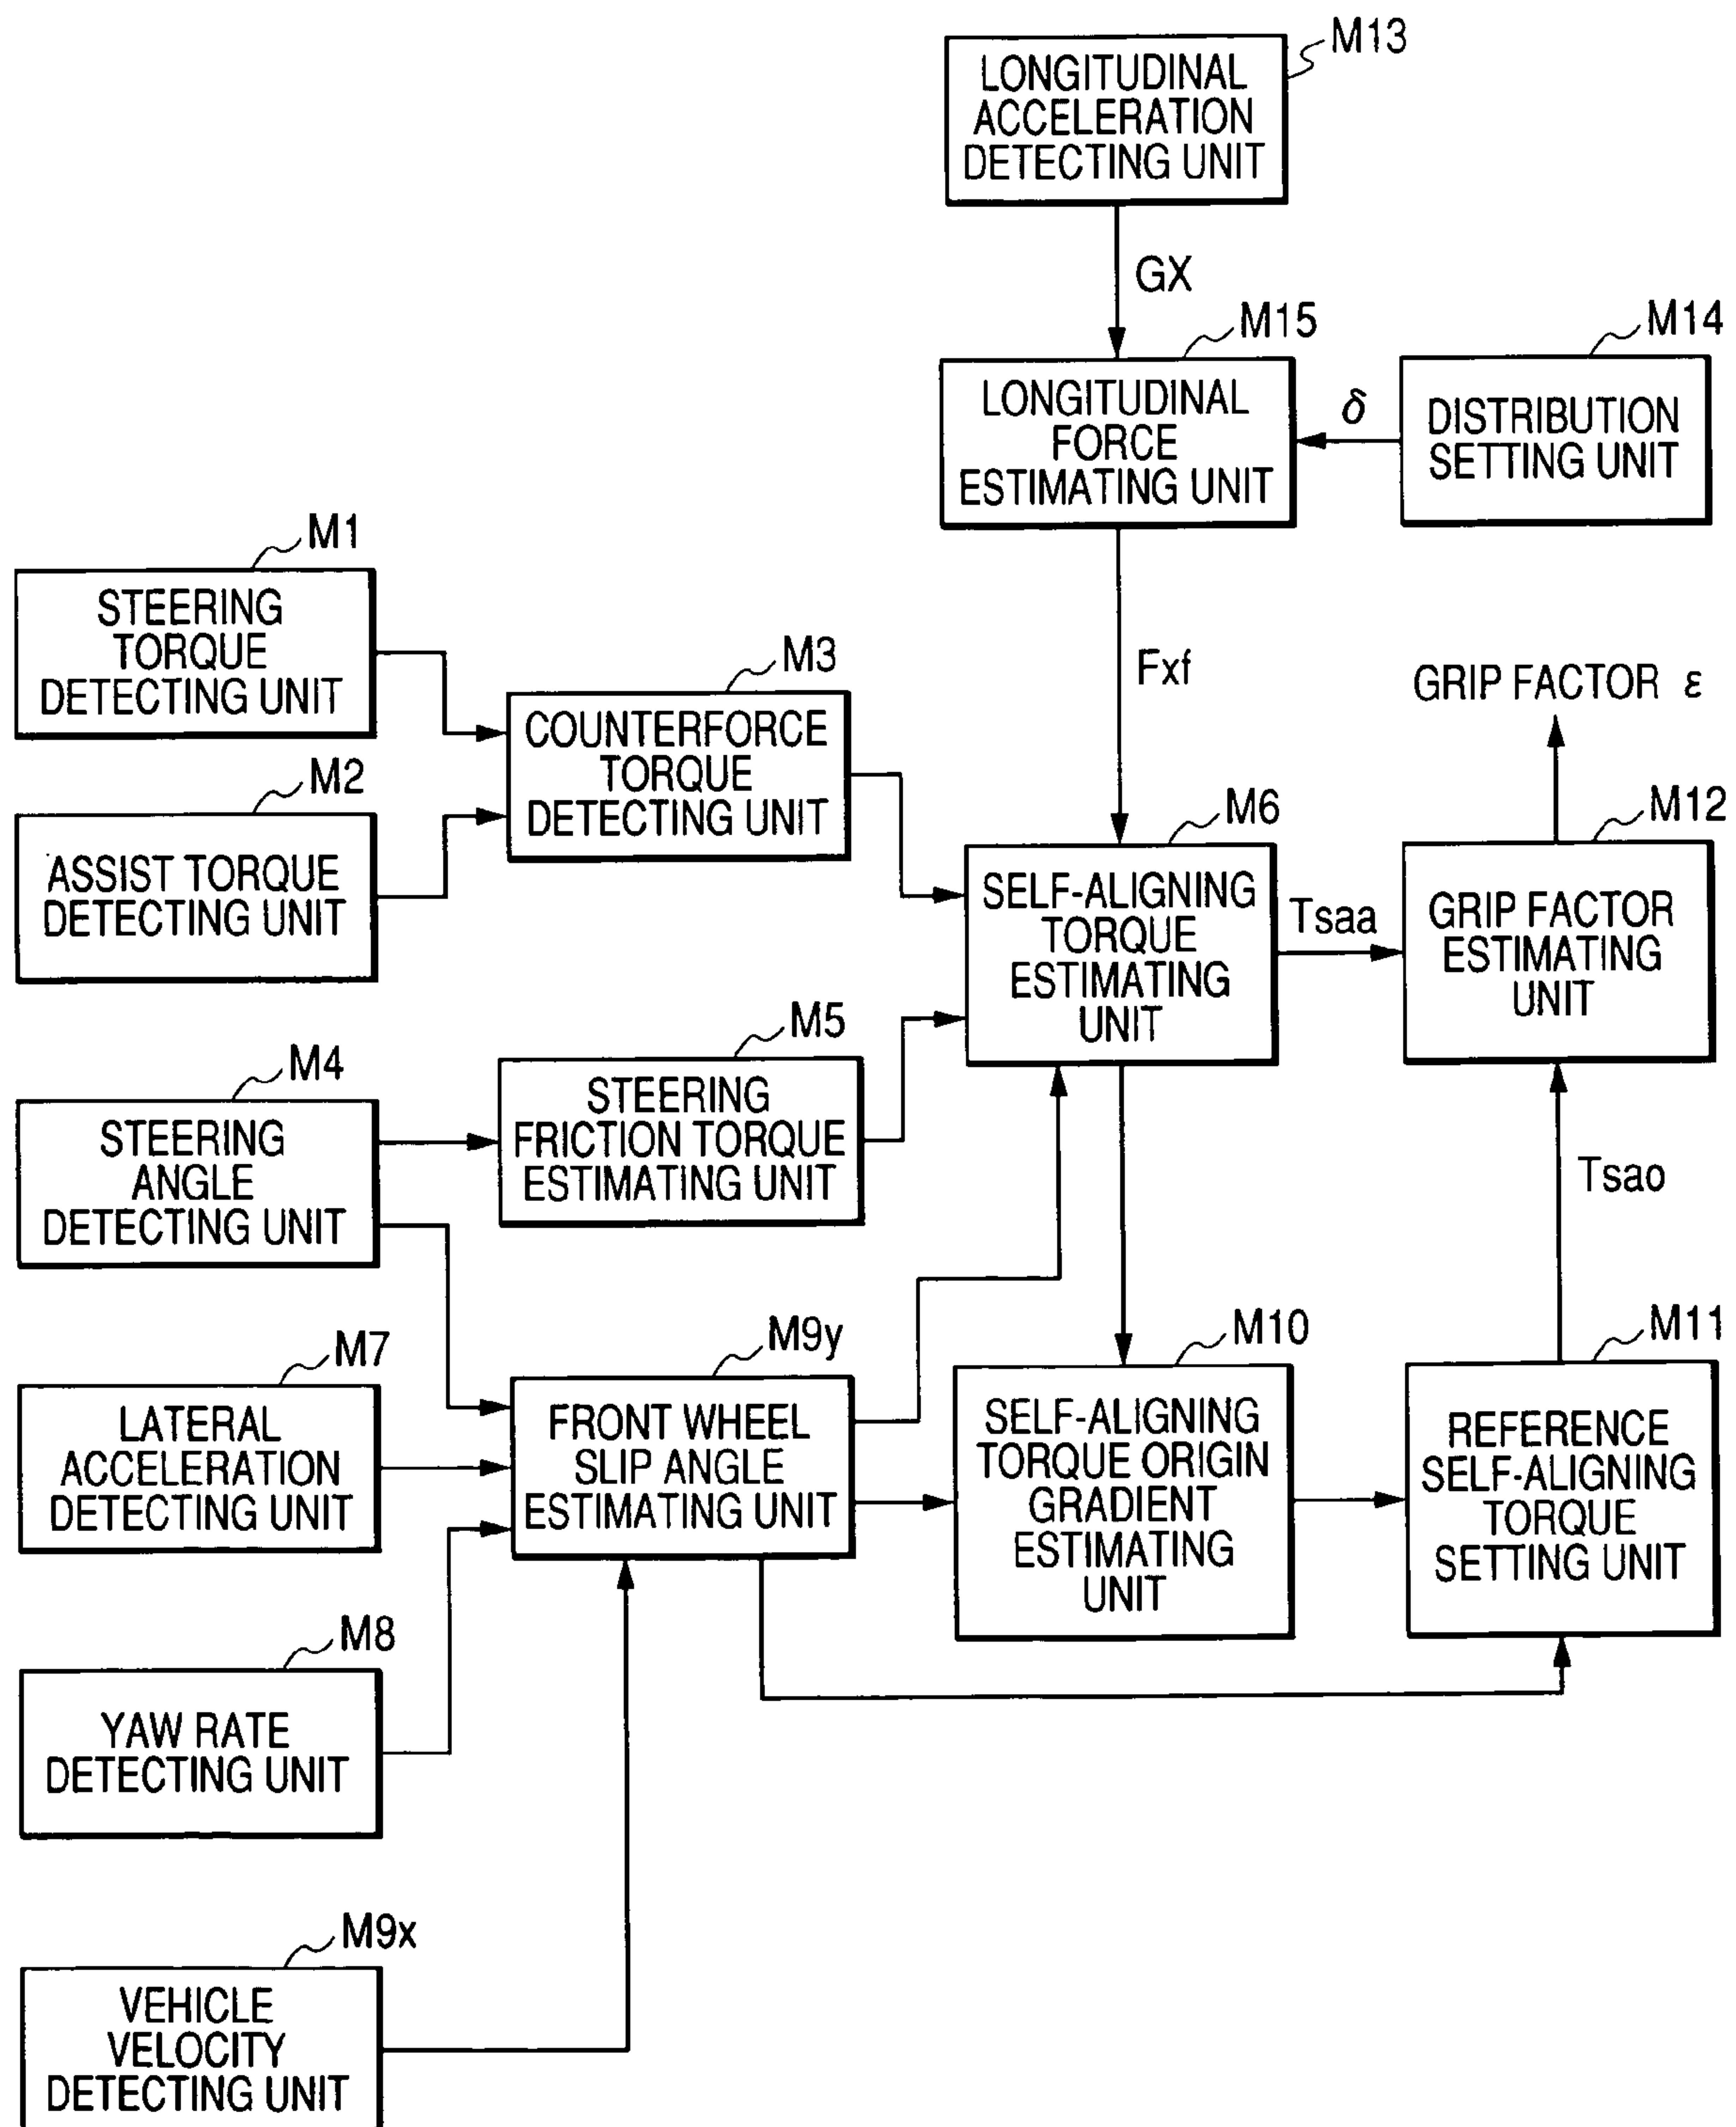 M13
LONGITUDINAL
ACCELERATION
DETECTING UNIT
GX
M15
LONGITUDINAL
FORCE
ESTIMATING UNIT
δ
M14
DISTRIBUTION
SETTING UNIT
M1
STEERING
TORQUE
DETECTING UNIT
M2
ASSIST TORQUE
DETECTING UNIT
M3
COUNTERFORCE
TORQUE
DETECTING UNIT
Fxf
GRIP FACTOR ε
M6
SELF-ALIGNING
TORQUE
ESTIMATING
UNIT
Tsaa
M12
GRIP FACTOR
ESTIMATING
UNIT
M4
STEERING
ANGLE
DETECTING UNIT
M5
STEERING
FRICTION TORQUE
ESTIMATING UNIT
Tsao
M7
LATERAL
ACCELERATION
DETECTING UNIT
M9y
FRONT WHEEL
SLIP ANGLE
ESTIMATING UNIT
M10
SELF-ALIGNING
TORQUE ORIGIN
GRADIENT
ESTIMATING
UNIT
M11
REFERENCE
SELF-ALIGNING
TORQUE
SETTING UNIT
M8
YAW RATE
DETECTING UNIT
M9x
VEHICLE
VELOCITY
DETECTING UNIT